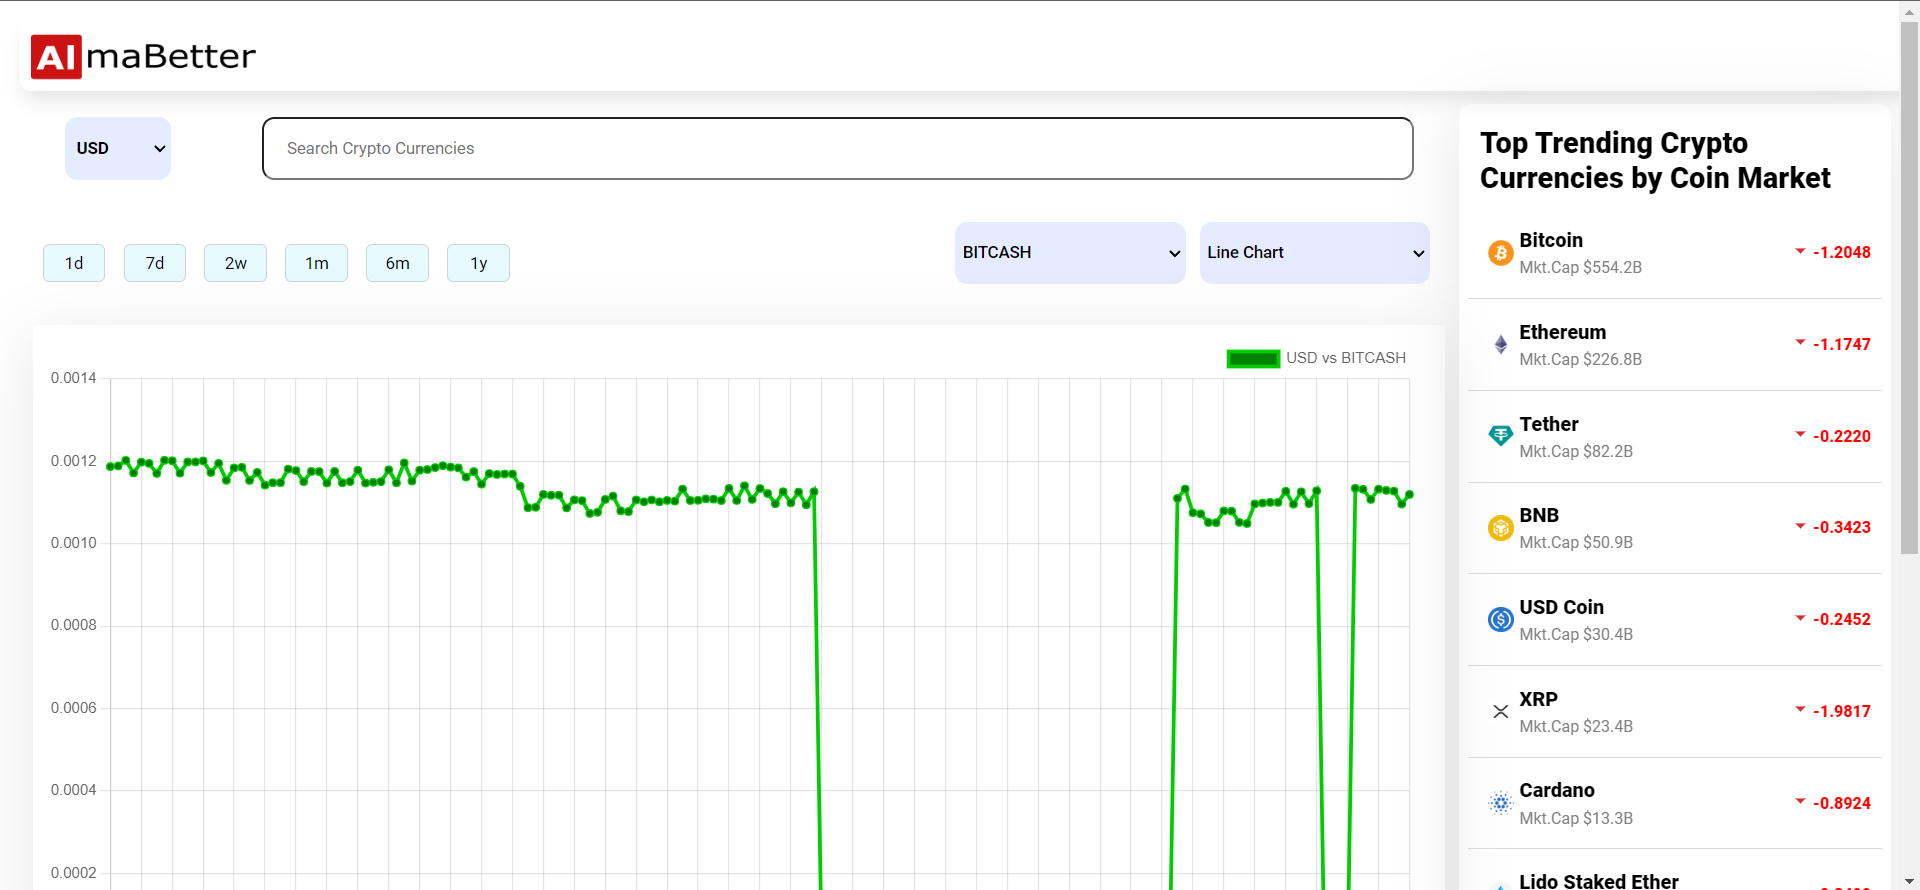 AlmaBetter
USD
Search Crypto Currencies
1d
7d
2w
1m
6m
1y
BITCASH
Line Chart
USD vs BITCASH
0.0014
0.0012
0.0010
0.0008
0.0006
0.0004
0.0002
Top Trending Crypto
Currencies by Coin Market
Bitcoin
Mkt.Cap $554.2B
-1.2048
Ethereum
Mkt.Cap $226.8B
-1.1747
Tether
Mkt.Cap $82.2B
-0.2220
BNB
Mkt.Cap $50.9B
-0.3423
USD Coin
Mkt.Cap $30.4B
-0.2452
XRP
Mkt.Cap $23.4B
-1.9817
Cardano
Mkt.Cap $13.3B
-0.8924
Lido Staked Ether